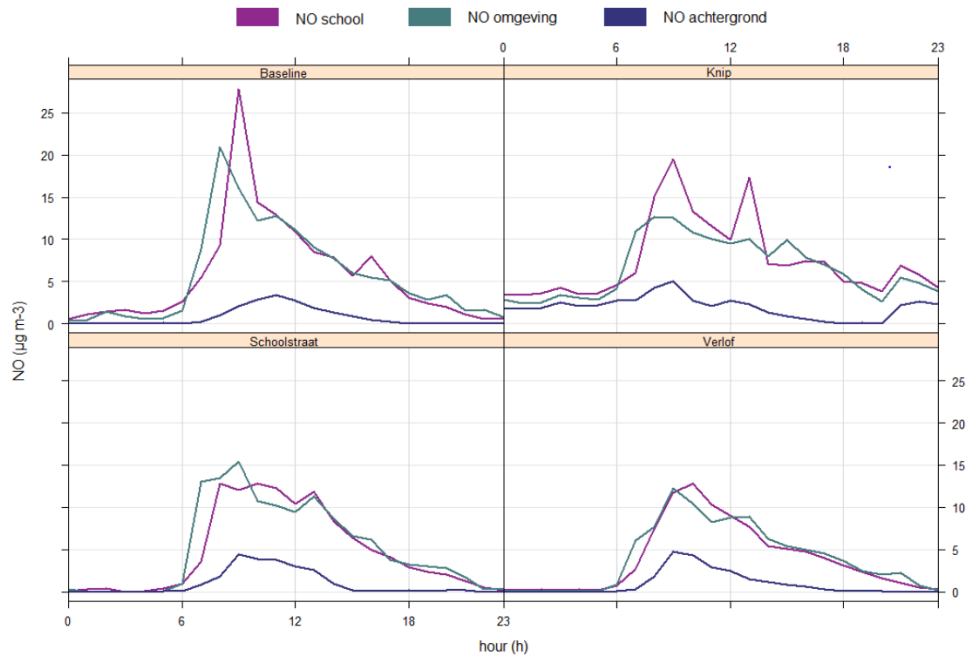 NO school NO omgeving NO achtergrond
0 6 12 18 23
Baseline Knip
25
20
15
10
5
0
NO (µg m-3)
Schoolstraat Verlof
25
20
15
10
5
0
0 6 12 18 23
hour (h)